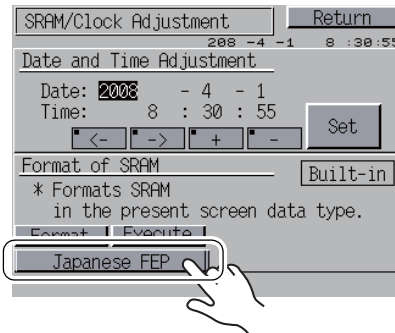 SRAM/Clock Adjustment Return
208 -4 -1 8 :30:55
Date and Time Adjustment
Date: 2008 - 4 - 1
Time: 8 : 30 : 55
<- -> + - Set
Format of SRAM Built-in
* Formats SRAM
in the present screen data type.
Format Execute
Japanese FEP